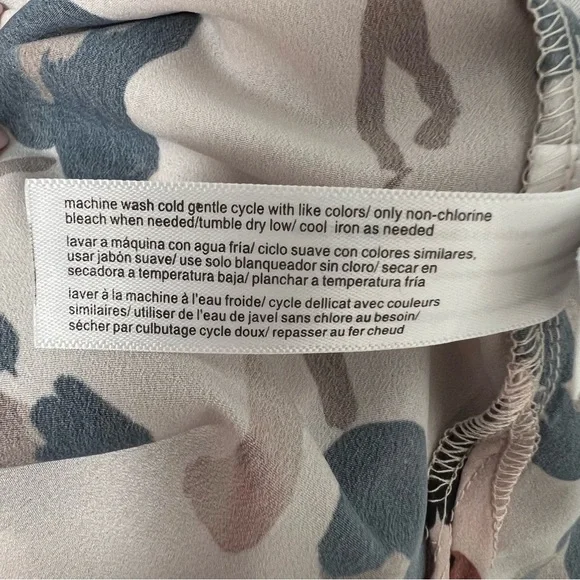 machine wash cold gentle cycle with like colors/ only non-chlorine
bleach when needed/tumble dry low/ cool iron as needed
lavar a máquina con agua fría/ ciclo suave con colores similares,
usar jabón suave/ use solo blanqueador sin cloro/ secar en
secadora a temperatura baja/ planchar a temperatura fría
laver à la machine à l'eau froide/ cycle dellicat avec couleurs
similaires/ utiliser de l'eau de javel sans chlore au besoin/
sécher par culbutage cycle doux/ repasser au fer cheud